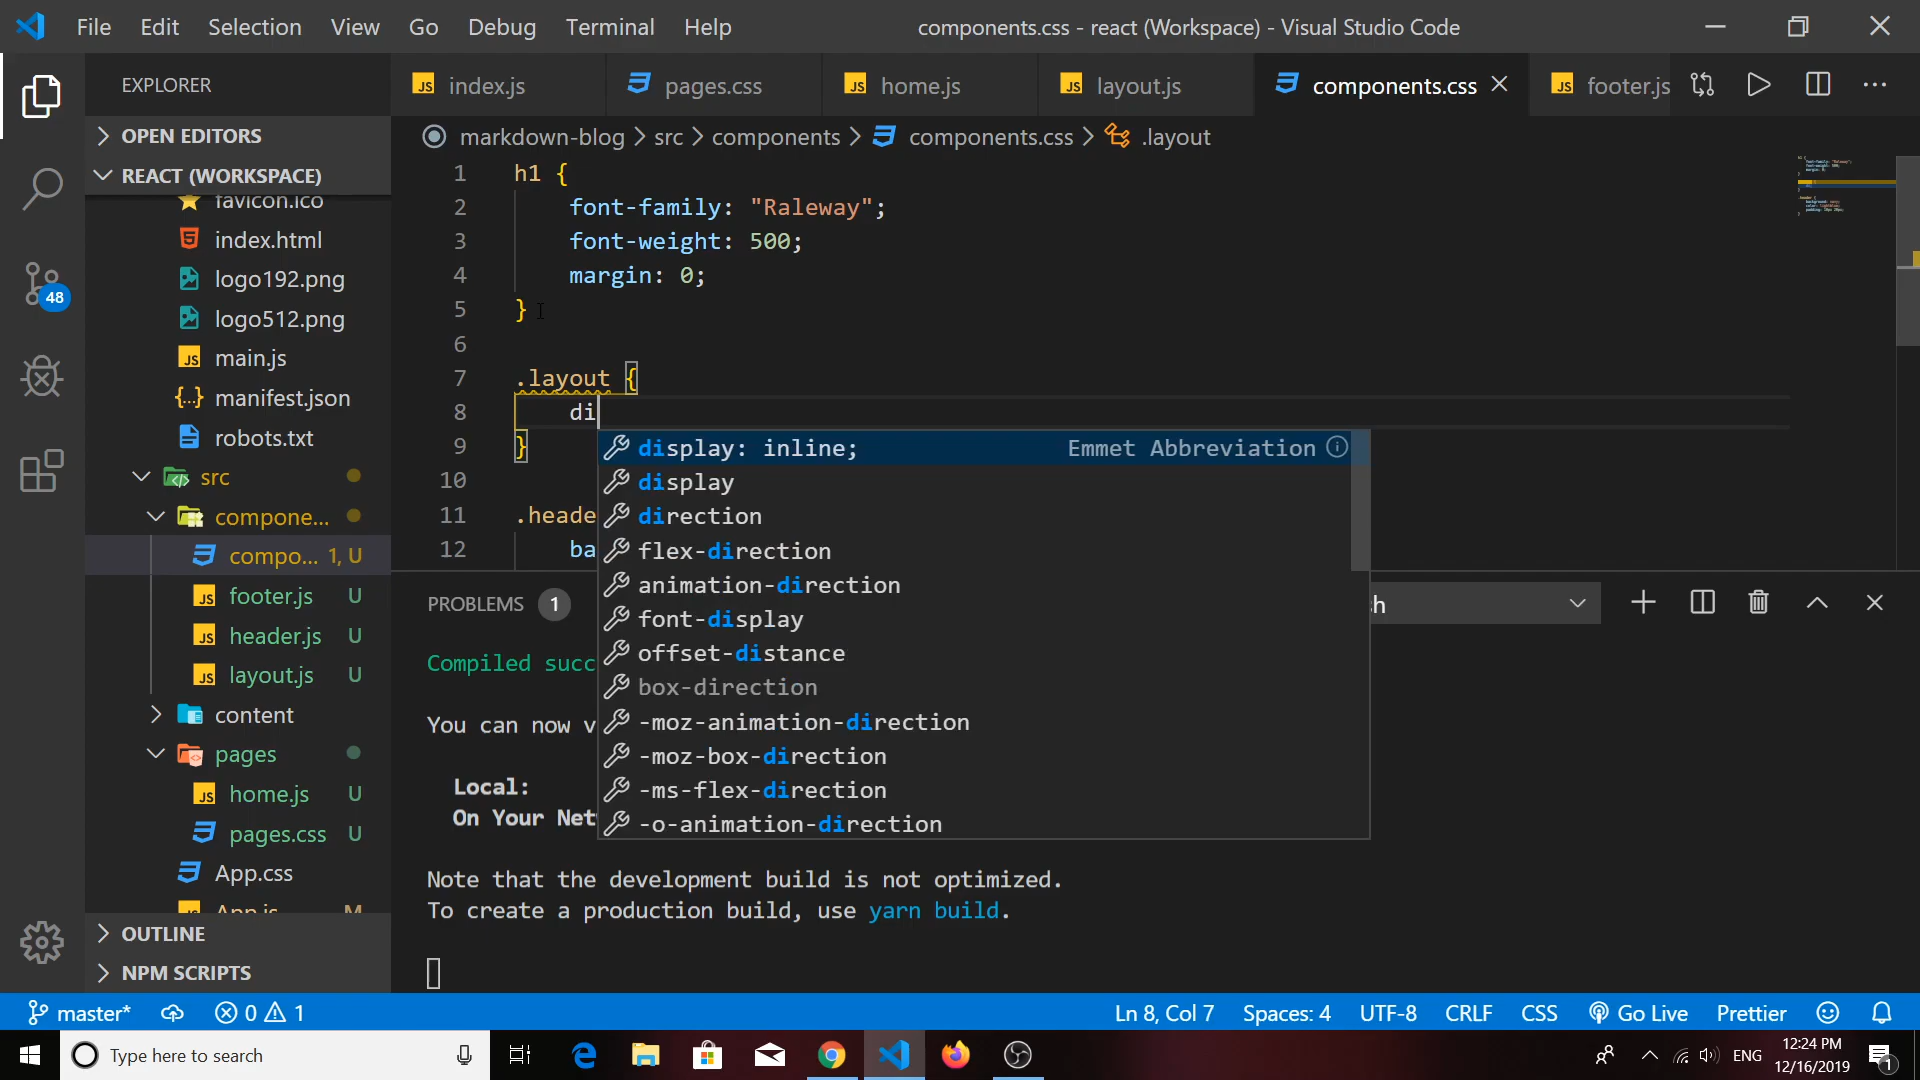 File Edit Selection View Go Debug Terminal Help
components.css - react (Workspace) - Visual Studio Code
EXPLORER
index.js
pages.css
home.js
layout.js
components.css
footer.js
OPEN EDITORS
REACT (WORKSPACE)
favicon.ico
index.html
logo192.png
logo512.png
main.js
manifest.json
robots.txt
src
compone...
compo... 1, U
footer.js U
header.js U
layout.js U
content
pages
home.js U
pages.css U
App.css
App.js M
OUTLINE
NPM SCRIPTS
48
markdown-blog > src > components > components.css > .layout
1 h1 {
2 font-family: "Raleway";
3 font-weight: 500;
4 margin: 0;
5 }
6
7 .layout {
8 di
9 }
10
11 .heade
12 ba
display: inline; Emmet Abbreviation
display
direction
flex-direction
animation-direction
font-display
offset-distance
box-direction
-moz-animation-direction
-moz-box-direction
-ms-flex-direction
-o-animation-direction
PROBLEMS 1
h
Compiled succ
You can now v
Local:
On Your Net
Note that the development build is not optimized.
To create a production build, use yarn build.
master* 0 1
Ln 8, Col 7 Spaces: 4 UTF-8 CRLF CSS Go Live Prettier
Type here to search
ENG
12:24 PM
12/16/2019
1